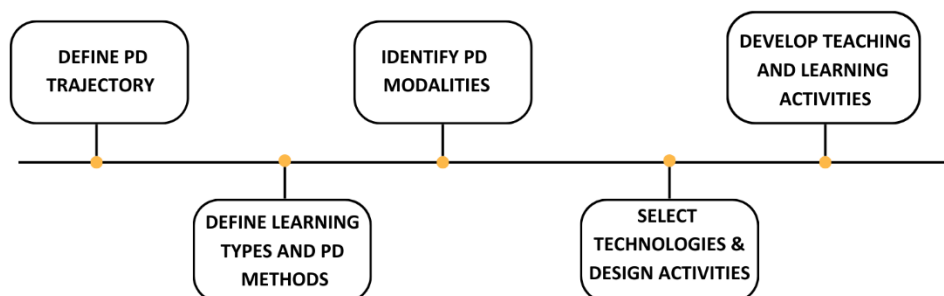 DEFINE PD
TRAJECTORY
DEFINE LEARNING
TYPES AND PD
METHODS
IDENTIFY PD
MODALITIES
SELECT
TECHNOLOGIES &
DESIGN ACTIVITIES
DEVELOP TEACHING
AND LEARNING
ACTIVITIES